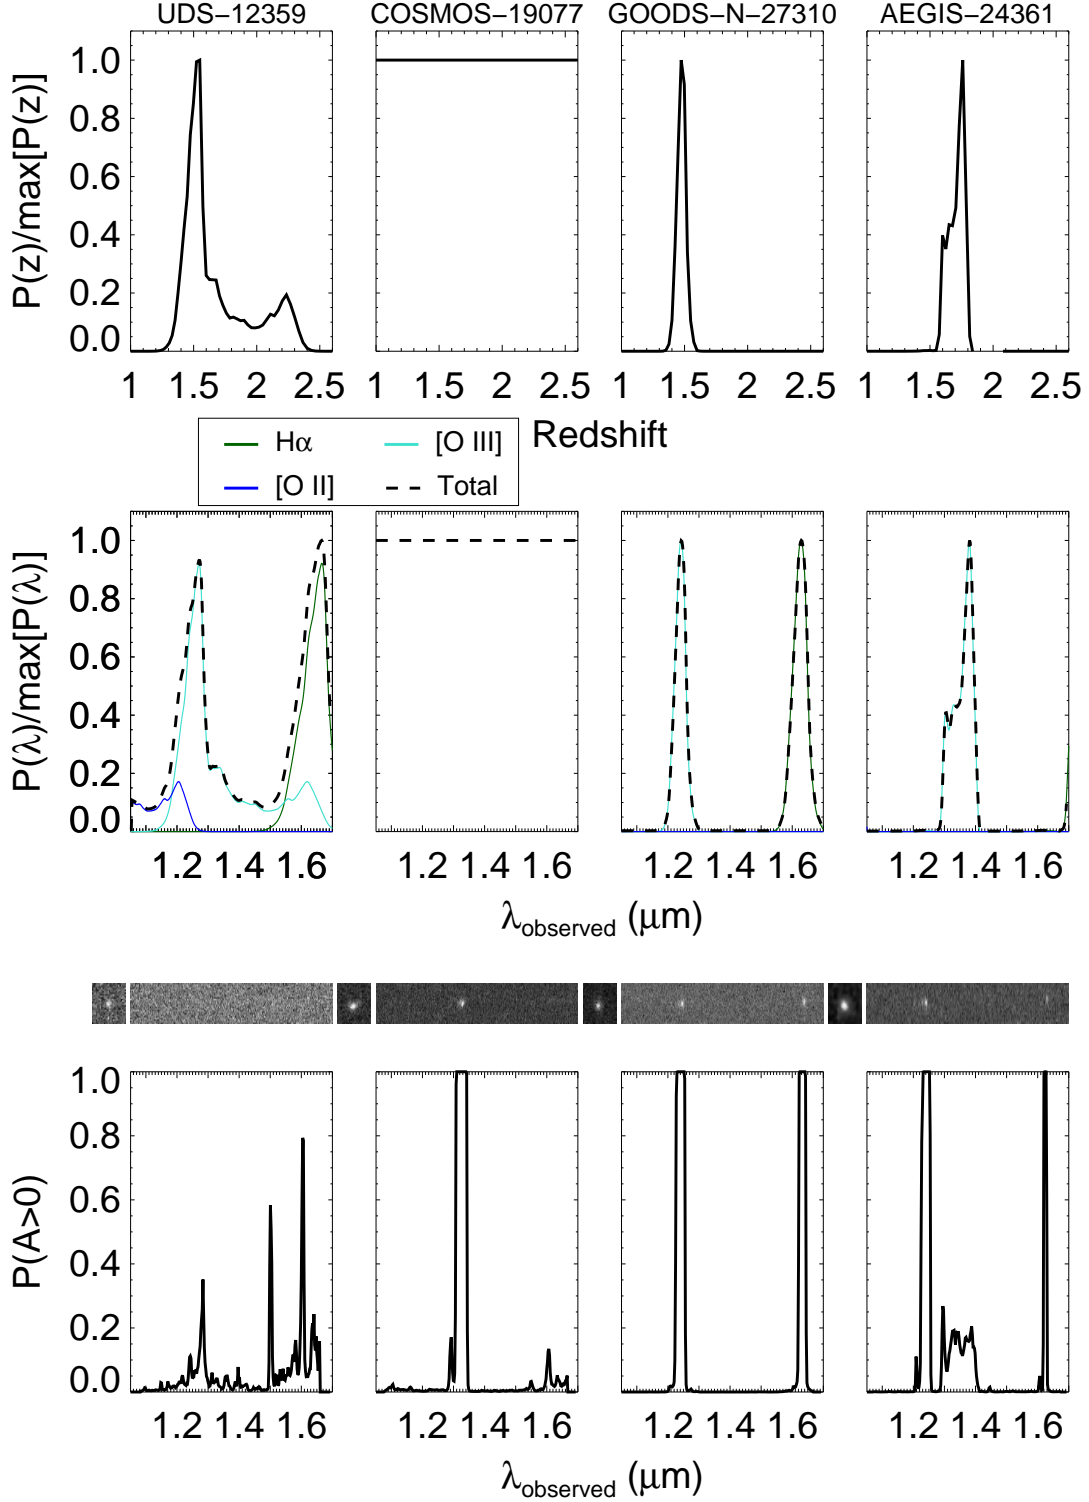 UDS−12359 COSMOS−19077 GOODS−N−27310 AEGIS−24361
P(z)/max[P(z)]
1.0
0.8
0.6
0.4
0.2
0.0
1 1.5 2 2.5 1 1.5 2 2.5 1 1.5 2 2.5 1 1.5 2 2.5
Redshift
Hα [O III]
[O II] Total
P(λ)/max[P(λ)]
1.0
0.8
0.6
0.4
0.2
0.0
1.2 1.4 1.6 1.2 1.4 1.6 1.2 1.4 1.6 1.2 1.4 1.6
λobserved (μm)
P(A>0)
1.0
0.8
0.6
0.4
0.2
0.0
1.2 1.4 1.6 1.2 1.4 1.6 1.2 1.4 1.6 1.2 1.4 1.6
λobserved (μm)